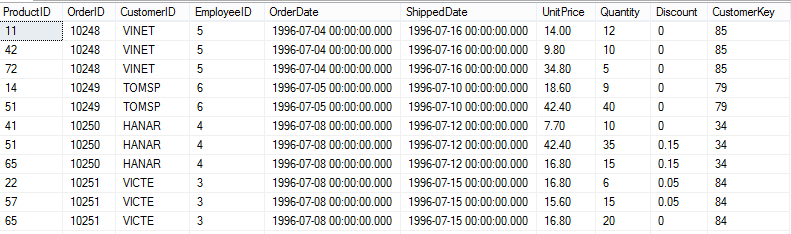 ProductID OrderID CustomerID EmployeeID OrderDate ShippedDate UnitPrice Quantity Discount CustomerKey
11 10248 VINET 5 1996-07-04 00:00:00.000 1996-07-16 00:00:00.000 14.00 12 0 85
42 10248 VINET 5 1996-07-04 00:00:00.000 1996-07-16 00:00:00.000 9.80 10 0 85
72 10248 VINET 5 1996-07-04 00:00:00.000 1996-07-16 00:00:00.000 34.80 5 0 85
14 10249 TOMSP 6 1996-07-05 00:00:00.000 1996-07-10 00:00:00.000 18.60 9 0 79
51 10249 TOMSP 6 1996-07-05 00:00:00.000 1996-07-10 00:00:00.000 42.40 40 0 79
41 10250 HANAR 4 1996-07-08 00:00:00.000 1996-07-12 00:00:00.000 7.70 10 0 34
51 10250 HANAR 4 1996-07-08 00:00:00.000 1996-07-12 00:00:00.000 42.40 35 0.15 34
65 10250 HANAR 4 1996-07-08 00:00:00.000 1996-07-12 00:00:00.000 16.80 15 0.15 34
22 10251 VICTE 3 1996-07-08 00:00:00.000 1996-07-15 00:00:00.000 16.80 6 0.05 84
57 10251 VICTE 3 1996-07-08 00:00:00.000 1996-07-15 00:00:00.000 15.60 15 0.05 84
65 10251 VICTE 3 1996-07-08 00:00:00.000 1996-07-15 00:00:00.000 16.80 20 0 84